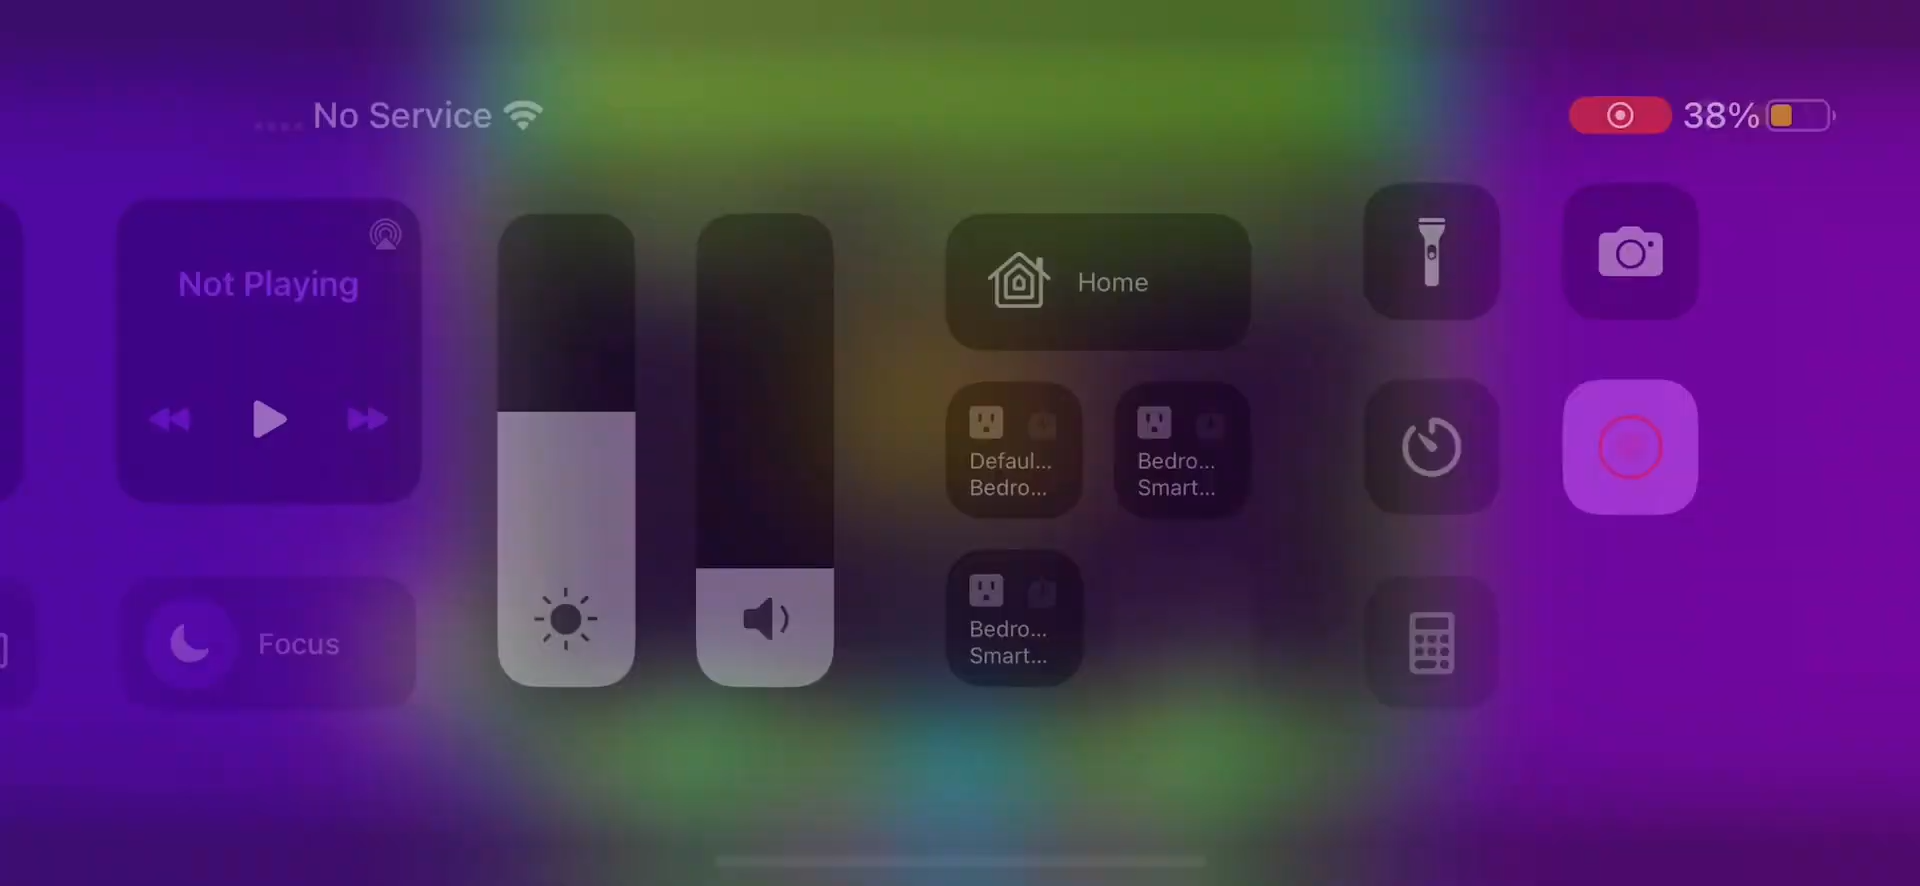 No Service
38%
Not Playing
Focus
Home
Defaul...
Bedro...
Bedro...
Smart...
Bedro...
Smart...